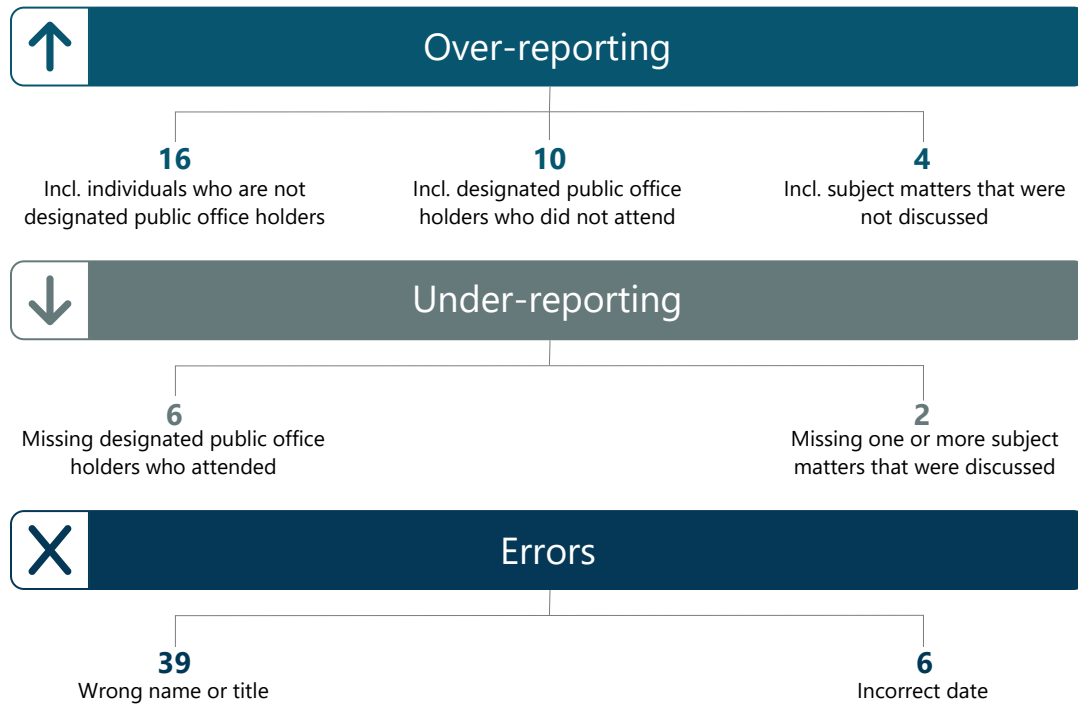 Over-reporting
16
Incl. individuals who are not
designated public office holders
10
Incl. designated public office
holders who did not attend
4
Incl. subject matters that were
not discussed
Under-reporting
6
Missing designated public office
holders who attended
2
Missing one or more subject
matters that were discussed
Errors
39
Wrong name or title
6
Incorrect date